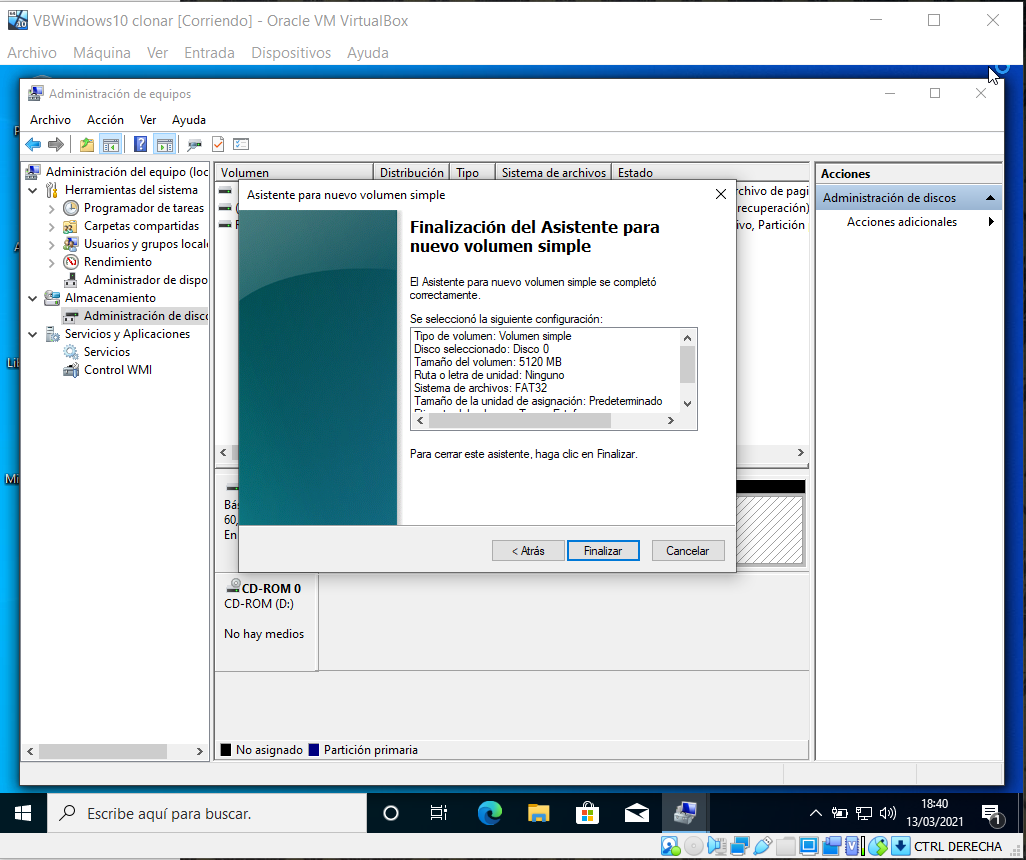 VBWindows10 clonar [Corriendo] - Oracle VM VirtualBox
Archivo Máquina Ver Entrada Dispositivos Ayuda
Administración de equipos
Archivo Acción Ver Ayuda
Administración del equipo (loc
Herramientas del sistema
Programador de tareas
Carpetas compartidas
Usuarios y grupos local
Rendimiento
Administrador de dispo
Almacenamiento
Administración de disc
Servicios y Aplicaciones
Servicios
Control WMI
Volumen Distribución Tipo Sistema de archivos Estado
rchivo de pagi
recuperación)
ivo, Partición
Asistente para nuevo volumen simple
Finalización del Asistente para
nuevo volumen simple
El Asistente para nuevo volumen simple se completó
correctamente.
Se seleccionó la siguiente configuración:
Tipo de volumen: Volumen simple
Disco seleccionado: Disco 0
Tamaño del volumen: 5120 MB
Ruta o letra de unidad: Ninguno
Sistema de archivos: FAT32
Tamaño de la unidad de asignación: Predeterminado
Para cerrar este asistente, haga clic en Finalizar.
< Atrás Finalizar Cancelar
Bás
60,
En
CD-ROM 0
CD-ROM (D:)
No hay medios
No asignado Partición primaria
Acciones
Administración de discos
Acciones adicionales
Escribe aquí para buscar.
18:40
13/03/2021
1
CTRL DERECHA